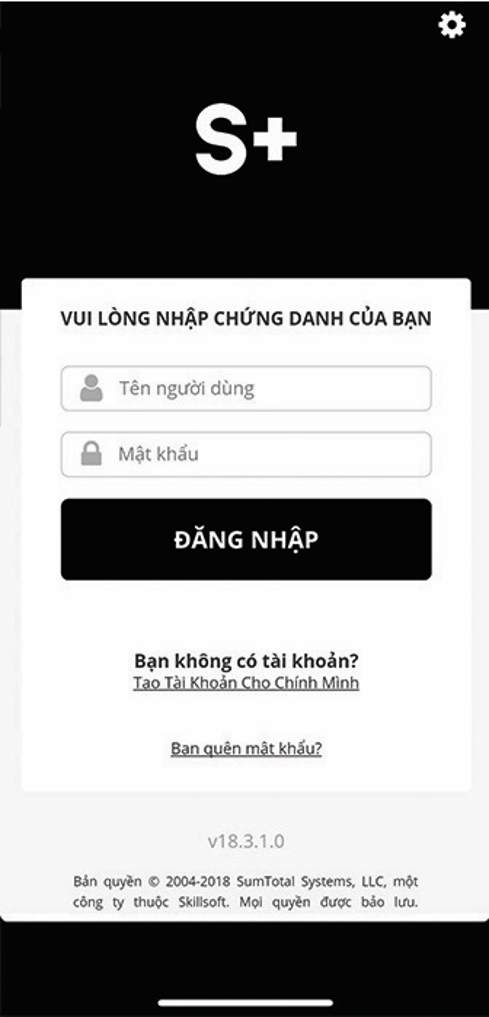 S+
VUI LÒNG NHẬP CHỨNG DANH CỦA BẠN
Tên người dùng
Mật khẩu
ĐĂNG NHẬP
Bạn không có tài khoản?
Tạo Tài Khoản Cho Chính Mình
Bạn quên mật khẩu?
v18.3.1.0
Bản quyền © 2004-2018 SumTotal Systems, LLC, một
công ty thuộc Skillsoft. Mọi quyền được bảo lưu.